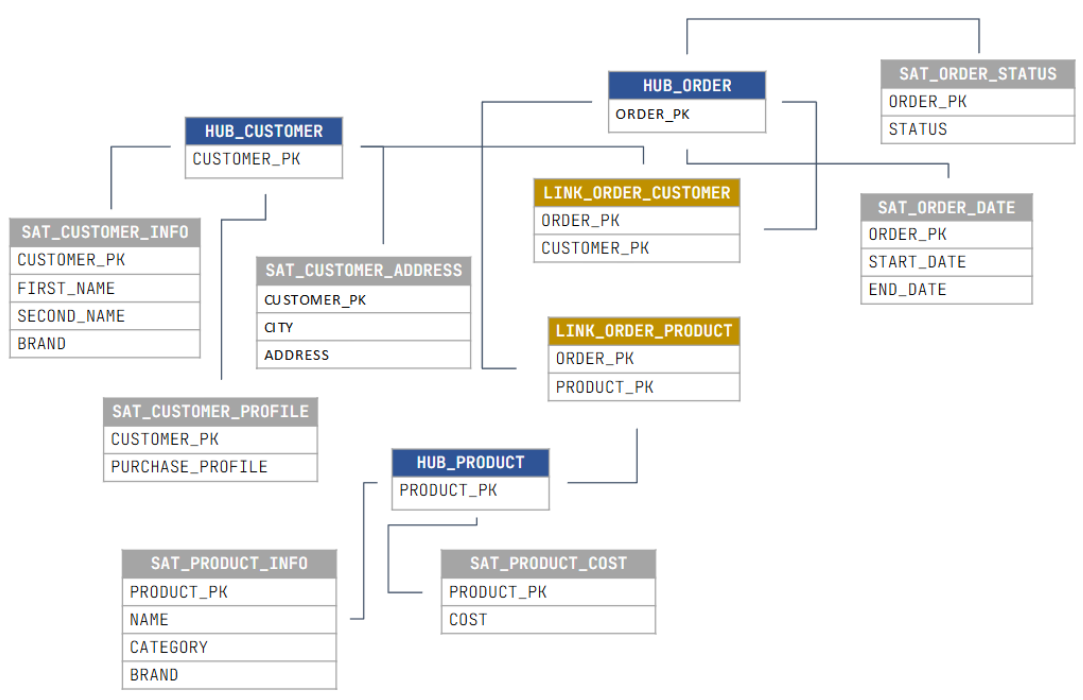 HUB_ORDER
ORDER_PK
SAT_ORDER_STATUS
ORDER_PK
STATUS
HUB_CUSTOMER
CUSTOMER_PK
LINK_ORDER_CUSTOMER
ORDER_PK
CUSTOMER_PK
SAT_ORDER_DATE
ORDER_PK
START_DATE
END_DATE
SAT_CUSTOMER_INFO
CUSTOMER_PK
FIRST_NAME
SECOND_NAME
BRAND
SAT_CUSTOMER_ADDRESS
CUSTOMER_PK
CITY
ADDRESS
LINK_ORDER_PRODUCT
ORDER_PK
PRODUCT_PK
SAT_CUSTOMER_PROFILE
CUSTOMER_PK
PURCHASE_PROFILE
HUB_PRODUCT
PRODUCT_PK
SAT_PRODUCT_INFO
PRODUCT_PK
NAME
CATEGORY
BRAND
SAT_PRODUCT_COST
PRODUCT_PK
COST